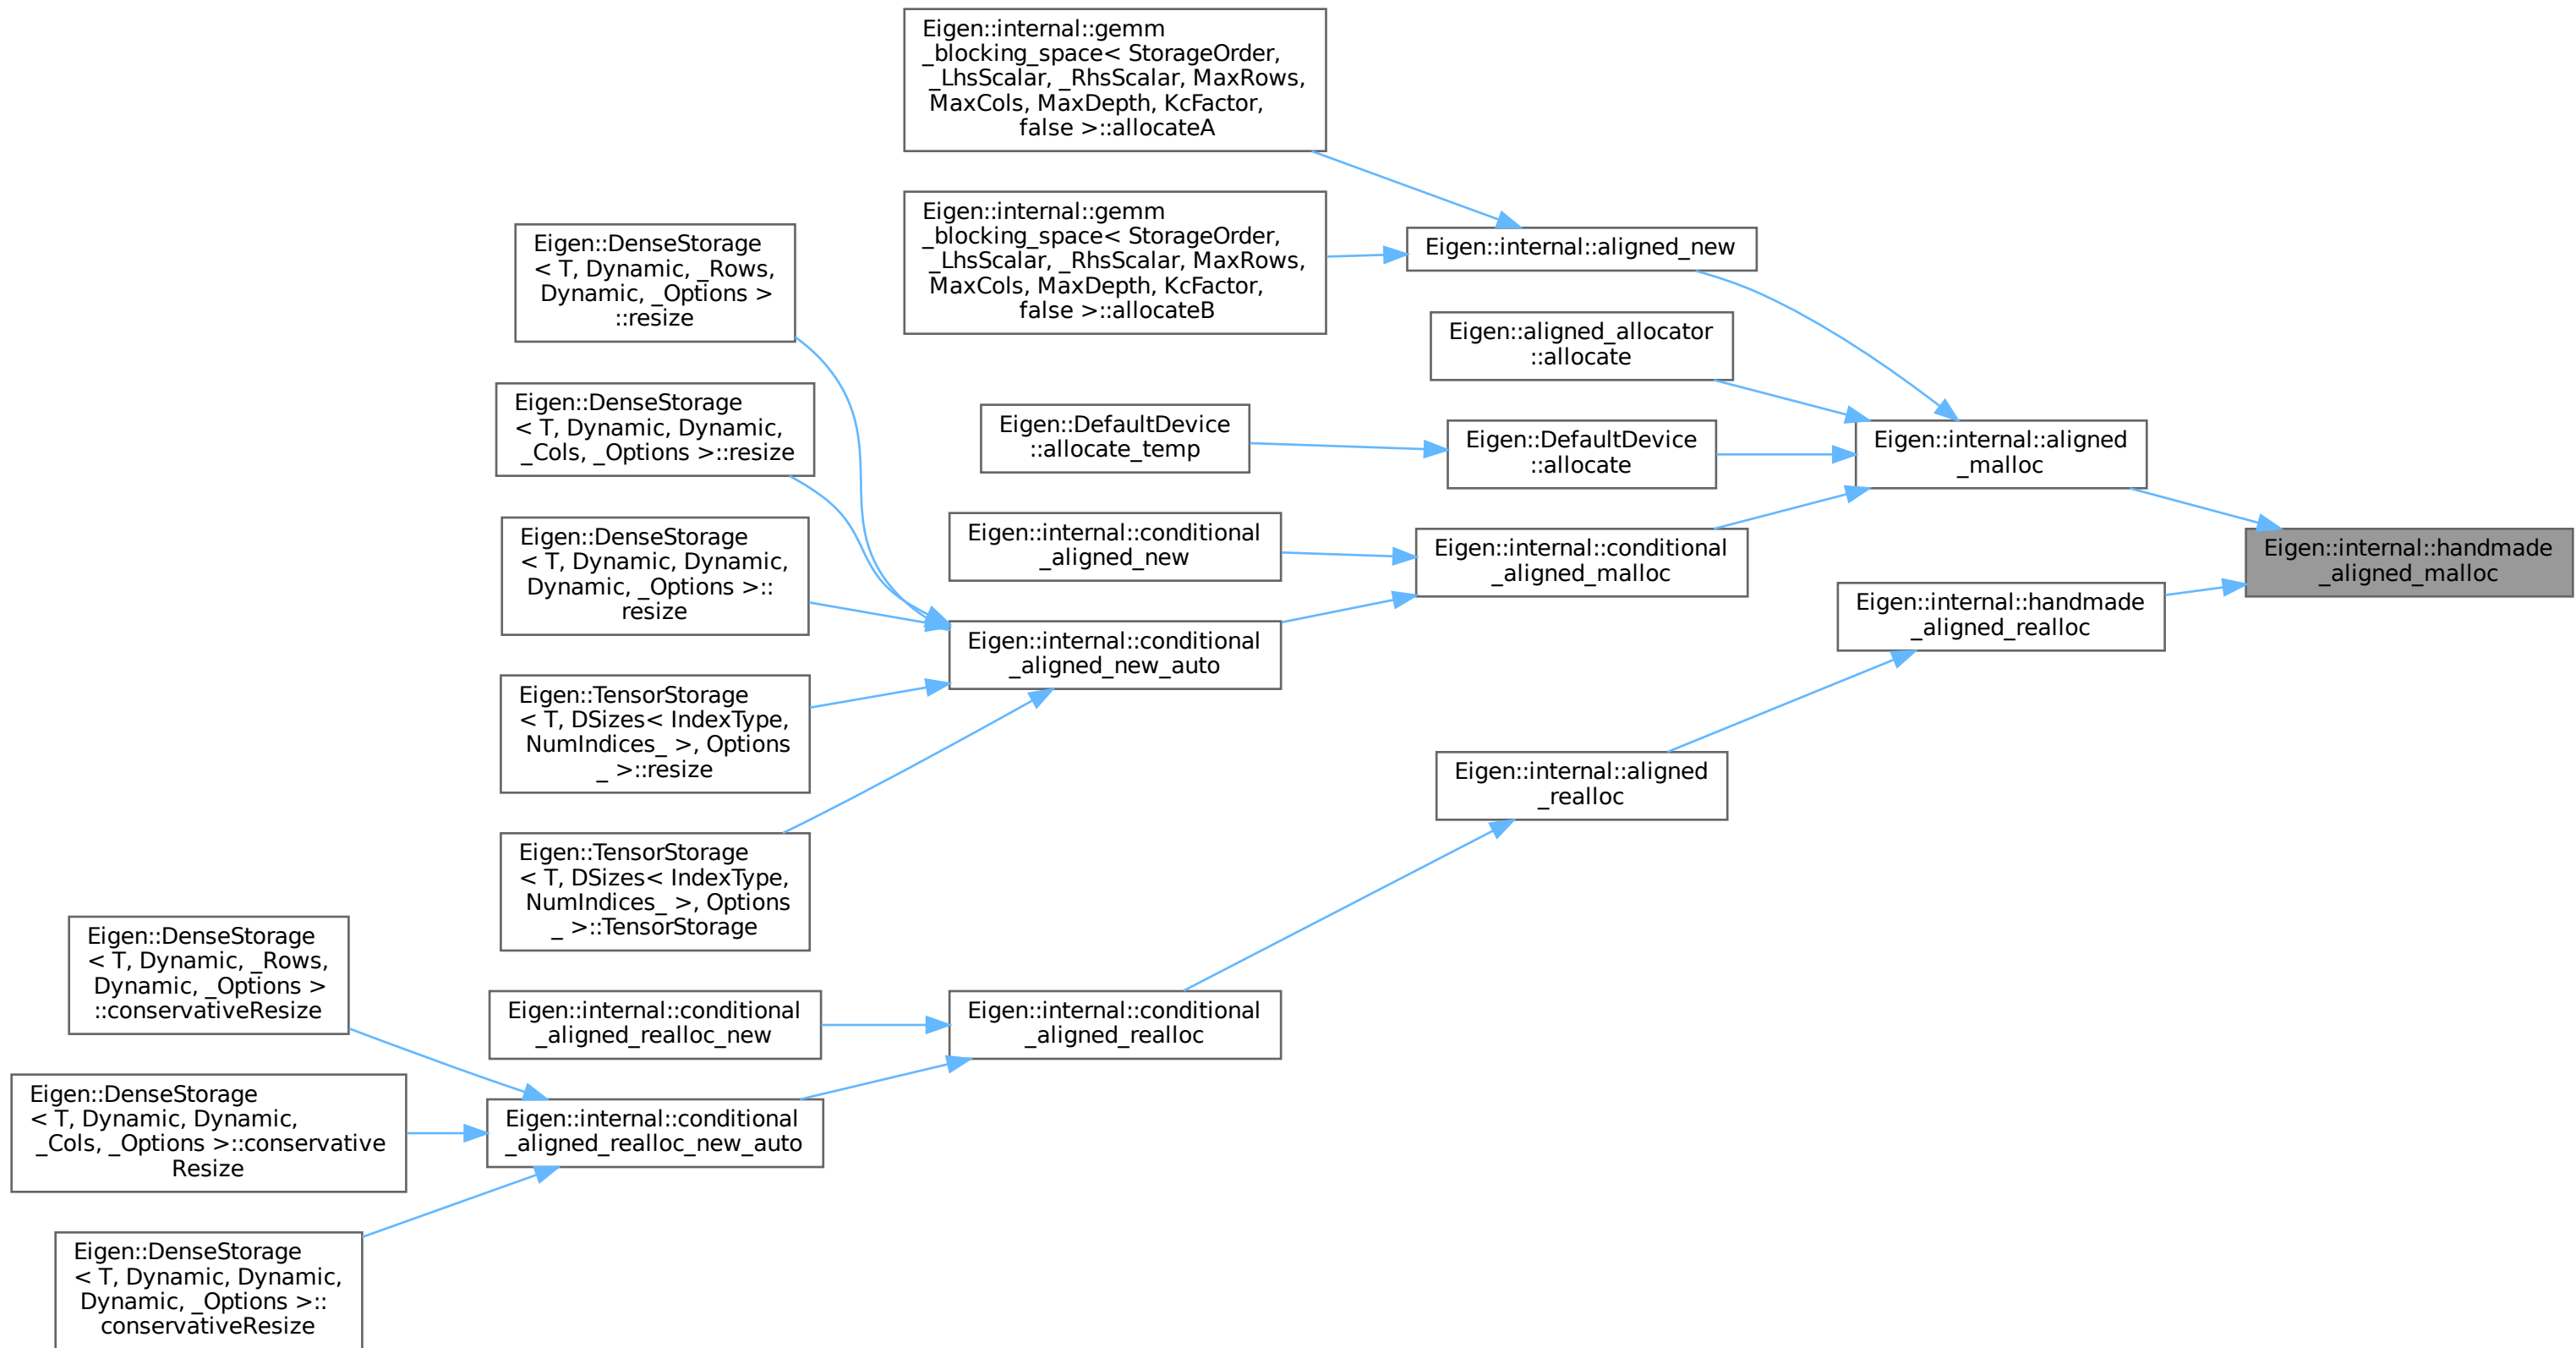 Eigen::internal::gemm
_blocking_space< StorageOrder,
_LhsScalar, _RhsScalar, MaxRows,
MaxCols, MaxDepth, KcFactor,
false >::allocateA
Eigen::internal::gemm
_blocking_space< StorageOrder,
_LhsScalar, _RhsScalar, MaxRows,
MaxCols, MaxDepth, KcFactor,
false >::allocateB
Eigen::internal::aligned_new
Eigen::DenseStorage
< T, Dynamic, _Rows,
Dynamic, _Options >
::resize
Eigen::aligned_allocator
::allocate
Eigen::DenseStorage
< T, Dynamic, Dynamic,
_Cols, _Options >::resize
Eigen::DefaultDevice
::allocate_temp
Eigen::DefaultDevice
::allocate
Eigen::internal::aligned
_malloc
Eigen::DenseStorage
< T, Dynamic, Dynamic,
Dynamic, _Options >::
resize
Eigen::internal::conditional
_aligned_new
Eigen::internal::conditional
_aligned_malloc
Eigen::internal::handmade
_aligned_malloc
Eigen::internal::handmade
_aligned_realloc
Eigen::internal::conditional
_aligned_new_auto
Eigen::TensorStorage
< T, DSizes< IndexType,
NumIndices_ >, Options
_ >::resize
Eigen::internal::aligned
_realloc
Eigen::TensorStorage
< T, DSizes< IndexType,
NumIndices_ >, Options
_ >::TensorStorage
Eigen::DenseStorage
< T, Dynamic, _Rows,
Dynamic, _Options >
::conservativeResize
Eigen::internal::conditional
_aligned_realloc_new
Eigen::internal::conditional
_aligned_realloc
Eigen::DenseStorage
< T, Dynamic, Dynamic,
_Cols, _Options >::conservative
Resize
Eigen::internal::conditional
_aligned_realloc_new_auto
Eigen::DenseStorage
< T, Dynamic, Dynamic,
Dynamic, _Options >::
conservativeResize